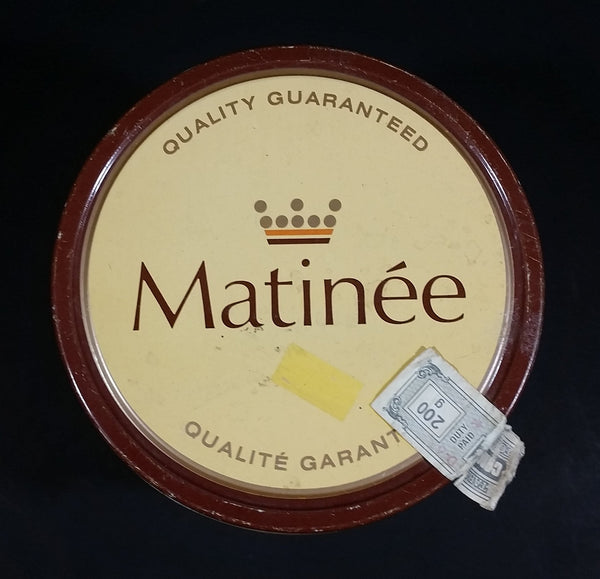 QUALITY GUARANTEED
Matinée
QUALITÉ GARANT
200
g
DUTY
PAID